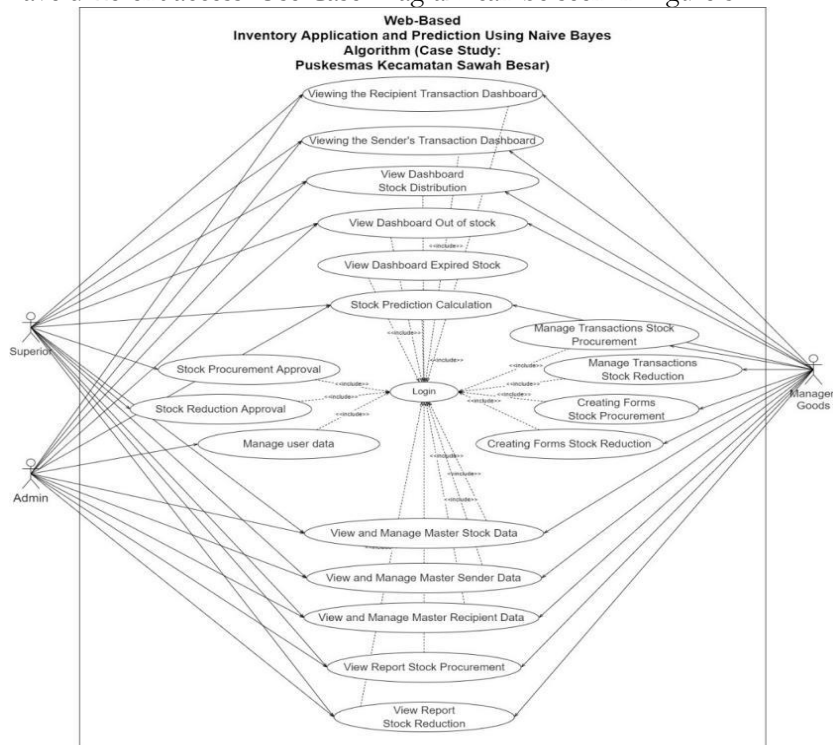 Web-Based
Inventory Application and Prediction Using Naive Bayes
Algorithm (Case Study:
Puskesmas Kecamatan Sawah Besar)
Viewing the Recipient Transaction Dashboard
Viewing the Sender's Transaction Dashboard
View Dashboard
Stock Distribution
View Dashboard Out of stock
<<include>>
View Dashboard Expired Stock
Stock Prediction Calculation
Superior
<<include>>
<<include>>
Manage Transactions Stock
Procurement
Stock Procurement Approval
<<include>>
<<include>>
Manage Transactions
Stock Reduction
Manager
Goods
<<include>>
<<include>>
Login
Stock Reduction Approval
<<include>>
<<include>>
Creating Forms
Stock Procurement
Manage user data
Creating Forms Stock Reduction
<<include>>
<<include>>
<<include>>
<<include>>
Admin
View and Manage Master Stock Data
View and Manage Master Sender Data
View and Manage Master Recipient Data
View Report Stock Procurement
View Report
Stock Reduction